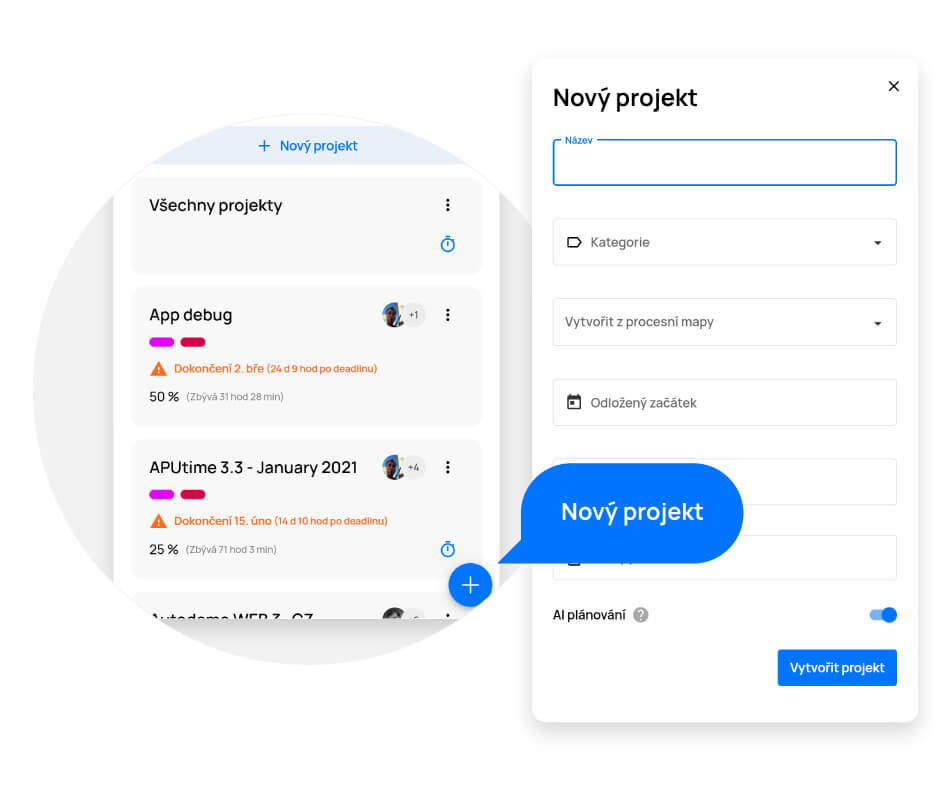 + Nový projekt
Všechny projekty
App debug
+1
Dokončení 2. bře (24 d 9 hod po deadlinu)
50 % (Zbývá 31 hod 28 min)
APUtime 3.3 - January 2021
+4
Dokončení 15. úno (14 d 10 hod po deadlinu)
25 % (Zbývá 71 hod 3 min)
Nový projekt
Název
Kategorie
Vytvořit z procesní mapy
Odložený začátek
Nový projekt
AI plánování ?
Vytvořit projekt